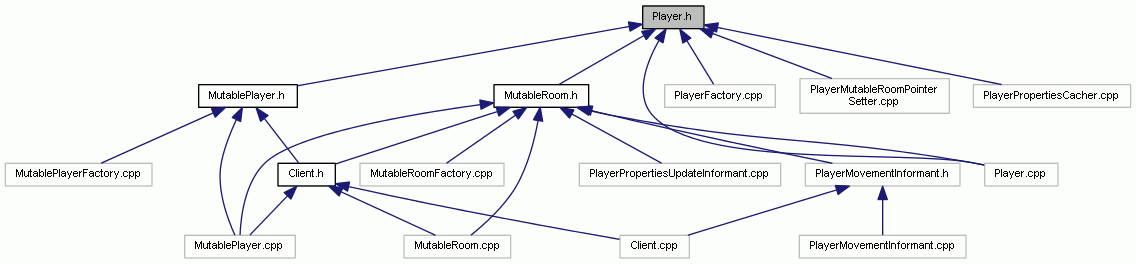 Player.h
MutablePlayer.h
MutableRoom.h
PlayerFactory.cpp
PlayerMutableRoomPointer
Setter.cpp
PlayerPropertiesCacher.cpp
MutablePlayerFactory.cpp
Client.h
MutableRoomFactory.cpp
PlayerPropertiesUpdateInformant.cpp
PlayerMovementInformant.h
Player.cpp
MutablePlayer.cpp
MutableRoom.cpp
Client.cpp
PlayerMovementInformant.cpp